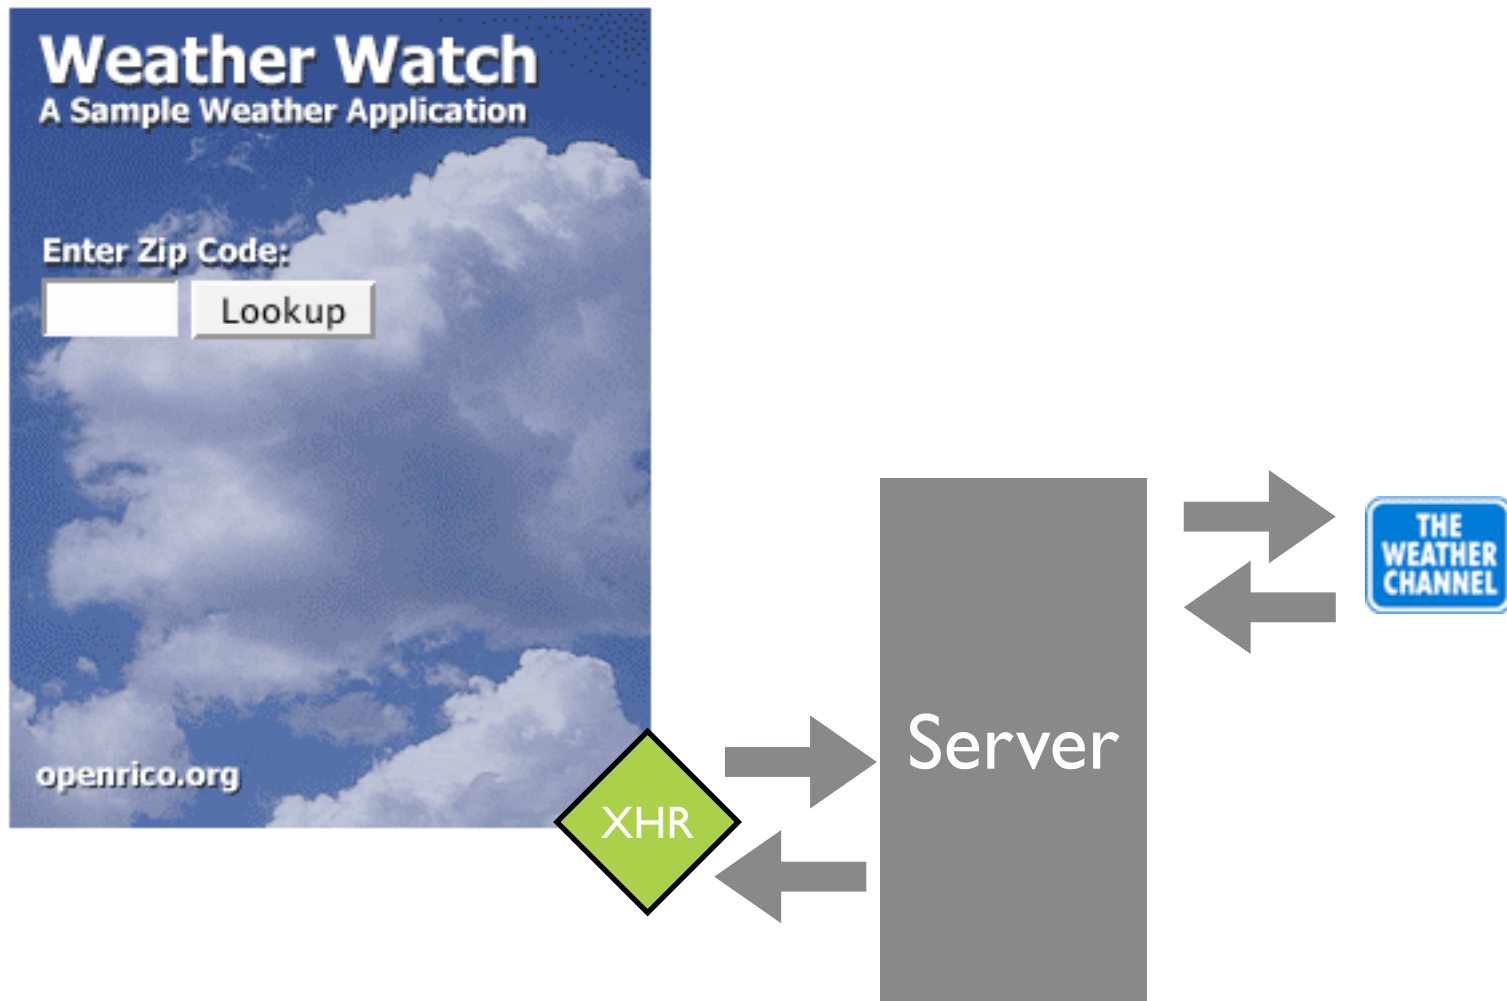 Weather Watch
A Sample Weather Application
Enter Zip Code:
Lookup
openrico.org
XHR
Server
THE
WEATHER
CHANNEL